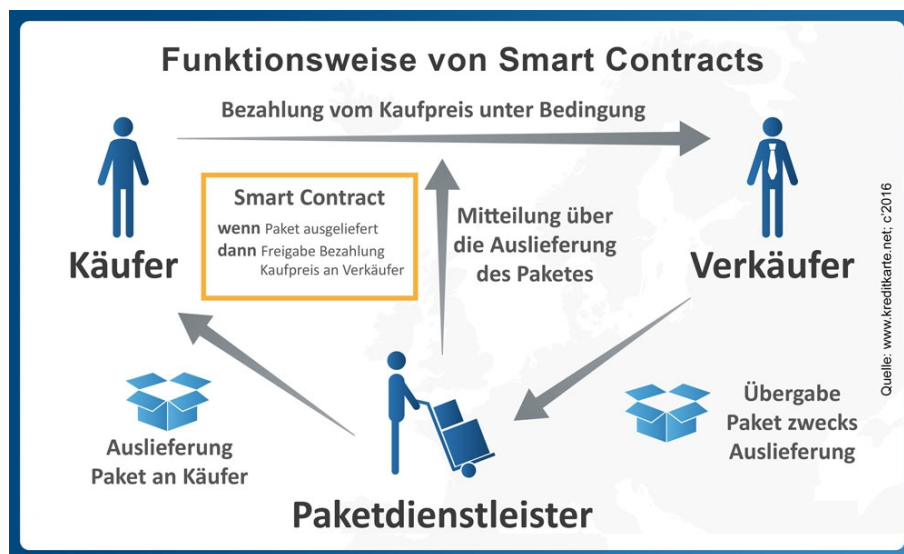 Funktionsweise von Smart Contracts
Bezahlung vom Kaufpreis unter Bedingung
Smart Contract
wenn Paket ausgeliefert
dann Freigabe Bezahlung
Kaufpreis an Verkäufer
Mitteilung über
die Auslieferung
des Paketes
Käufer
Verkäufer
Quelle: www.kreditkarte.net; c'2016
Auslieferung
Paket an Käufer
Übergabe
Paket zwecks
Auslieferung
Paketdienstleister